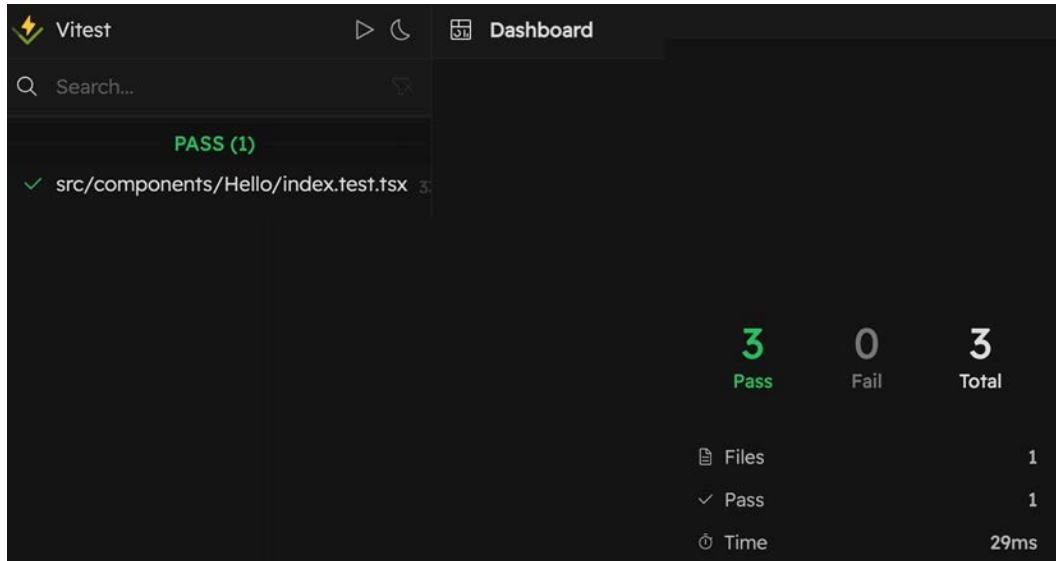 Vitest
Dashboard
Search...
PASS (1)
src/components/Hello/index.test.tsx
3 0 3
Pass Fail Total
Files 1
Pass 1
Time 29ms